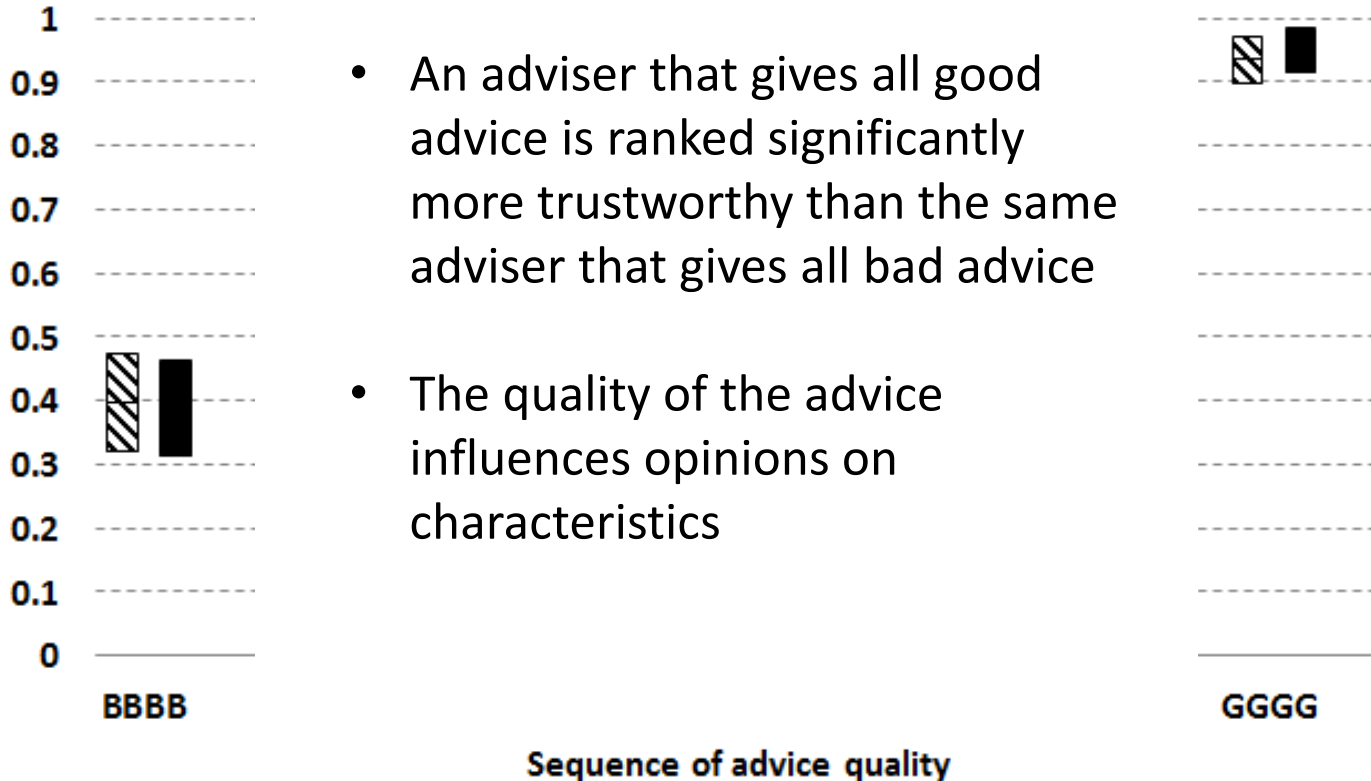 1
0.9
0.8
0.7
0.6
0.5
0.4
0.3
0.2
0.1
0
• An adviser that gives all good
advice is ranked significantly
more trustworthy than the same
adviser that gives all bad advice
• The quality of the advice
influences opinions on
characteristics
BBBB
GGGG
Sequence of advice quality